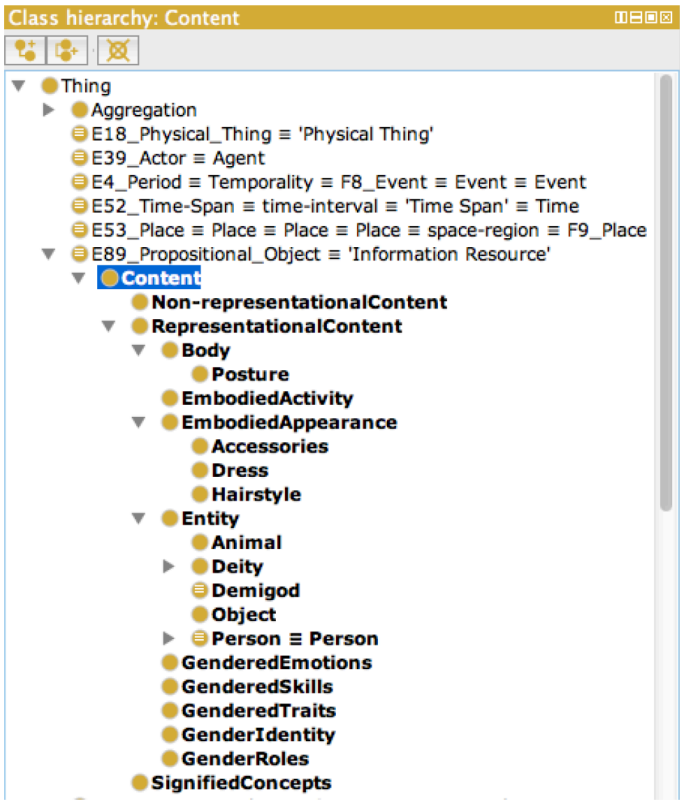 Class hierarchy: Content
Thing
Aggregation
E18_Physical_Thing ≡ 'Physical Thing'
E39_Actor ≡ Agent
E4_Period ≡ Temporality ≡ F8_Event ≡ Event ≡ Event
E52_Time-Span ≡ time-interval ≡ 'Time Span' ≡ Time
E53_Place ≡ Place ≡ Place ≡ Place ≡ space-region ≡ F9_Place
E89_Propositional_Object ≡ 'Information Resource'
Content
Non-representationalContent
RepresentationalContent
Body
Posture
EmbodiedActivity
EmbodiedAppearance
Accessories
Dress
Hairstyle
Entity
Animal
Deity
Demigod
Object
Person ≡ Person
GenderedEmotions
GenderedSkills
GenderedTraits
GenderIdentity
GenderRoles
SignifiedConcepts